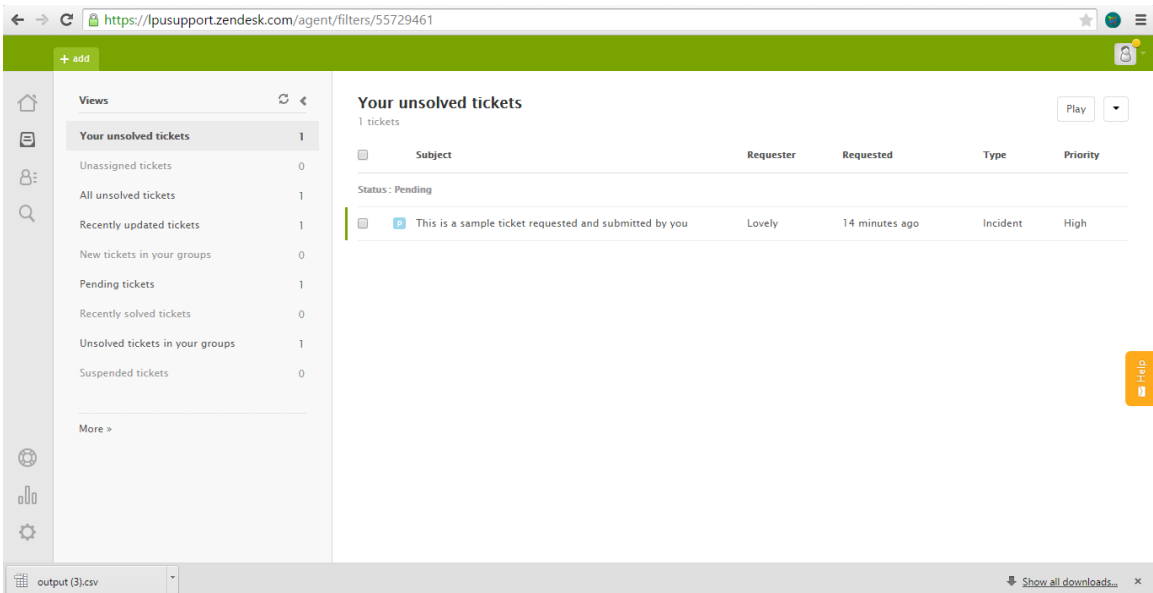 https://lpusupport.zendesk.com/agent/filters/55729461
+ add
Views
Your unsolved tickets 1
Unassigned tickets 0
All unsolved tickets 1
Recently updated tickets 1
New tickets in your groups 0
Pending tickets 1
Recently solved tickets 0
Unsolved tickets in your groups 1
Suspended tickets 0
More »
Your unsolved tickets
1 tickets
Play
Subject Requester Requested Type Priority
Status : Pending
P This is a sample ticket requested and submitted by you Lovely 14 minutes ago Incident High
Help
output (3).csv
Show all downloads...